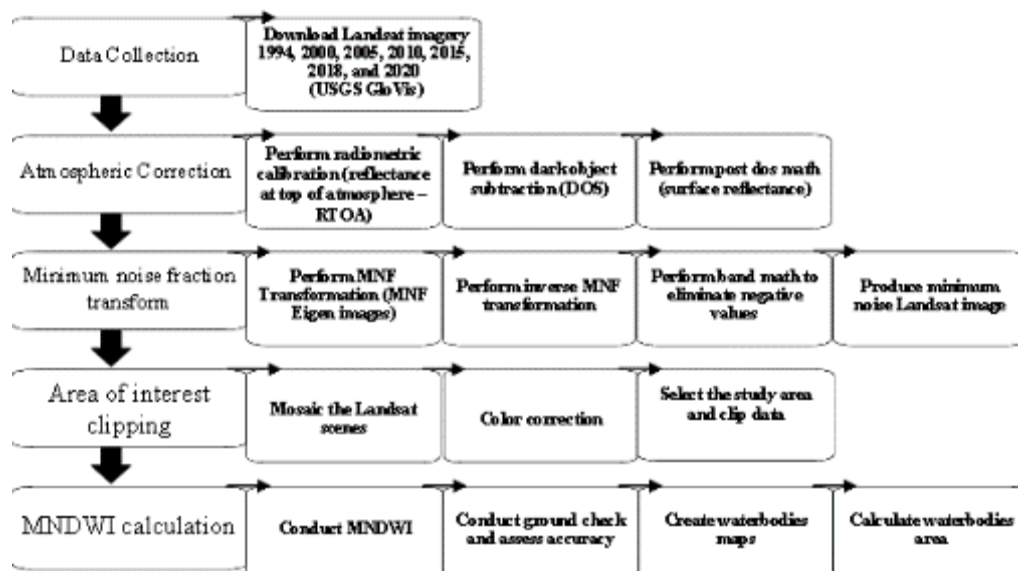 Data Collection
Download Landsat imagery
1994, 2000, 2005, 2010, 2015,
2018, and 2020
(USGS GloVis)
Atmospheric Correction
Perform radiometric
calibration (reflectance
at top of atmosphere –
RTOA)
Perform dark object
subtraction (DOS)
Perform post dos math
(surface reflectance)
Minimum noise fraction
transform
Perform MNF
Transformation (MNF
Eigen images)
Perform inverse MNF
transformation
Perform band math to
eliminate negative
values
Produce minimum
noise Landsat image
Area of interest
clipping
Mosaic the Landsat
scenes
Color correction
Select the study area
and clip data
MNDWI calculation
Conduct MNDWI
Conduct ground check
and assess accuracy
Create waterbodies
maps
Calculate waterbodies
area